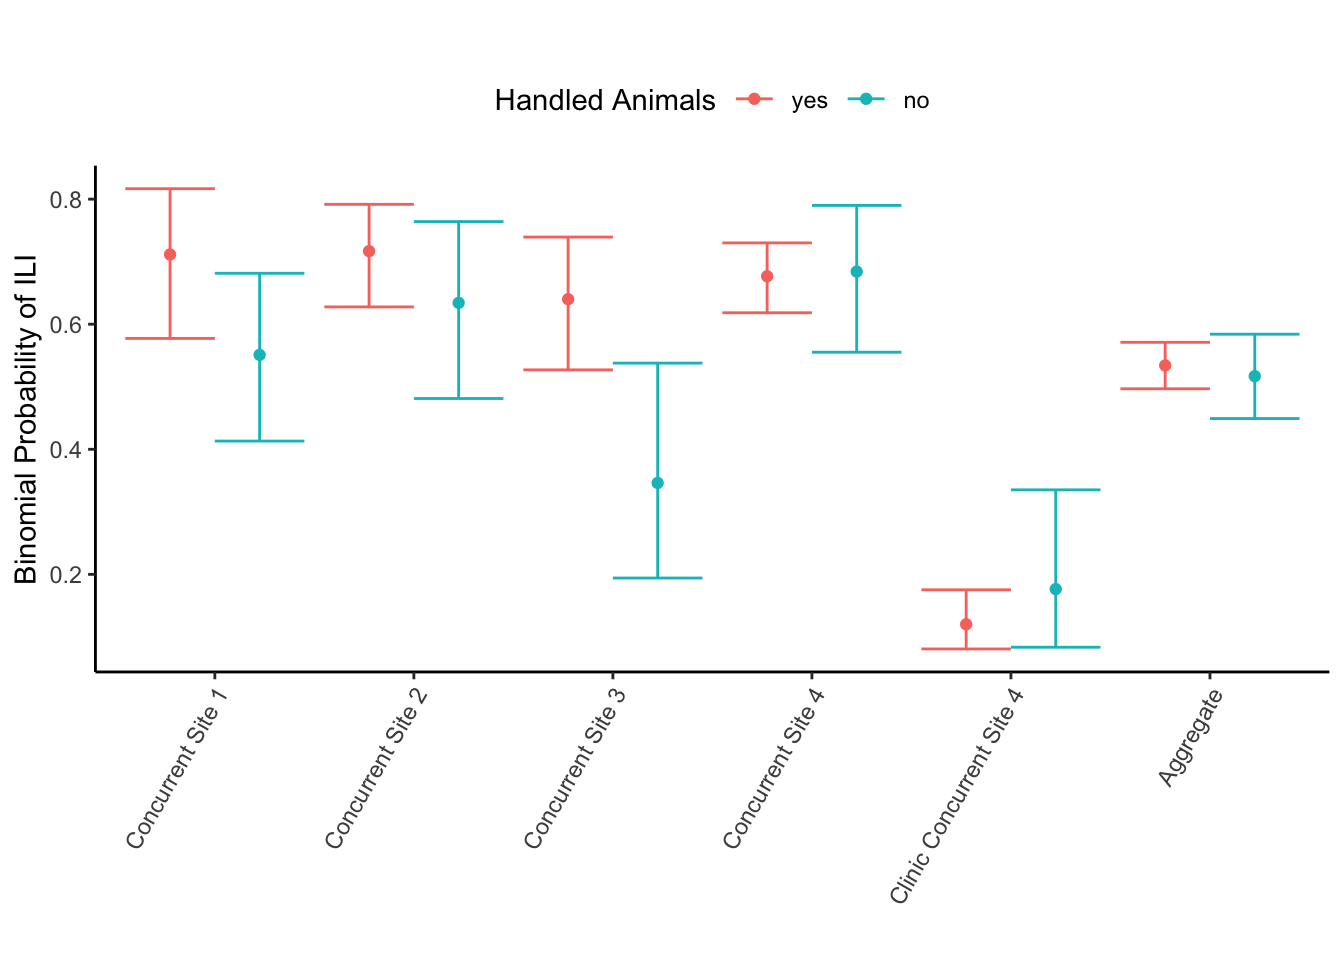 Handled Animals yes no
Binomial Probability of ILI
0.8
0.6
0.4
0.2
Concurrent Site 1
Concurrent Site 2
Concurrent Site 3
Concurrent Site 4
Clinic Concurrent Site 4
Aggregate